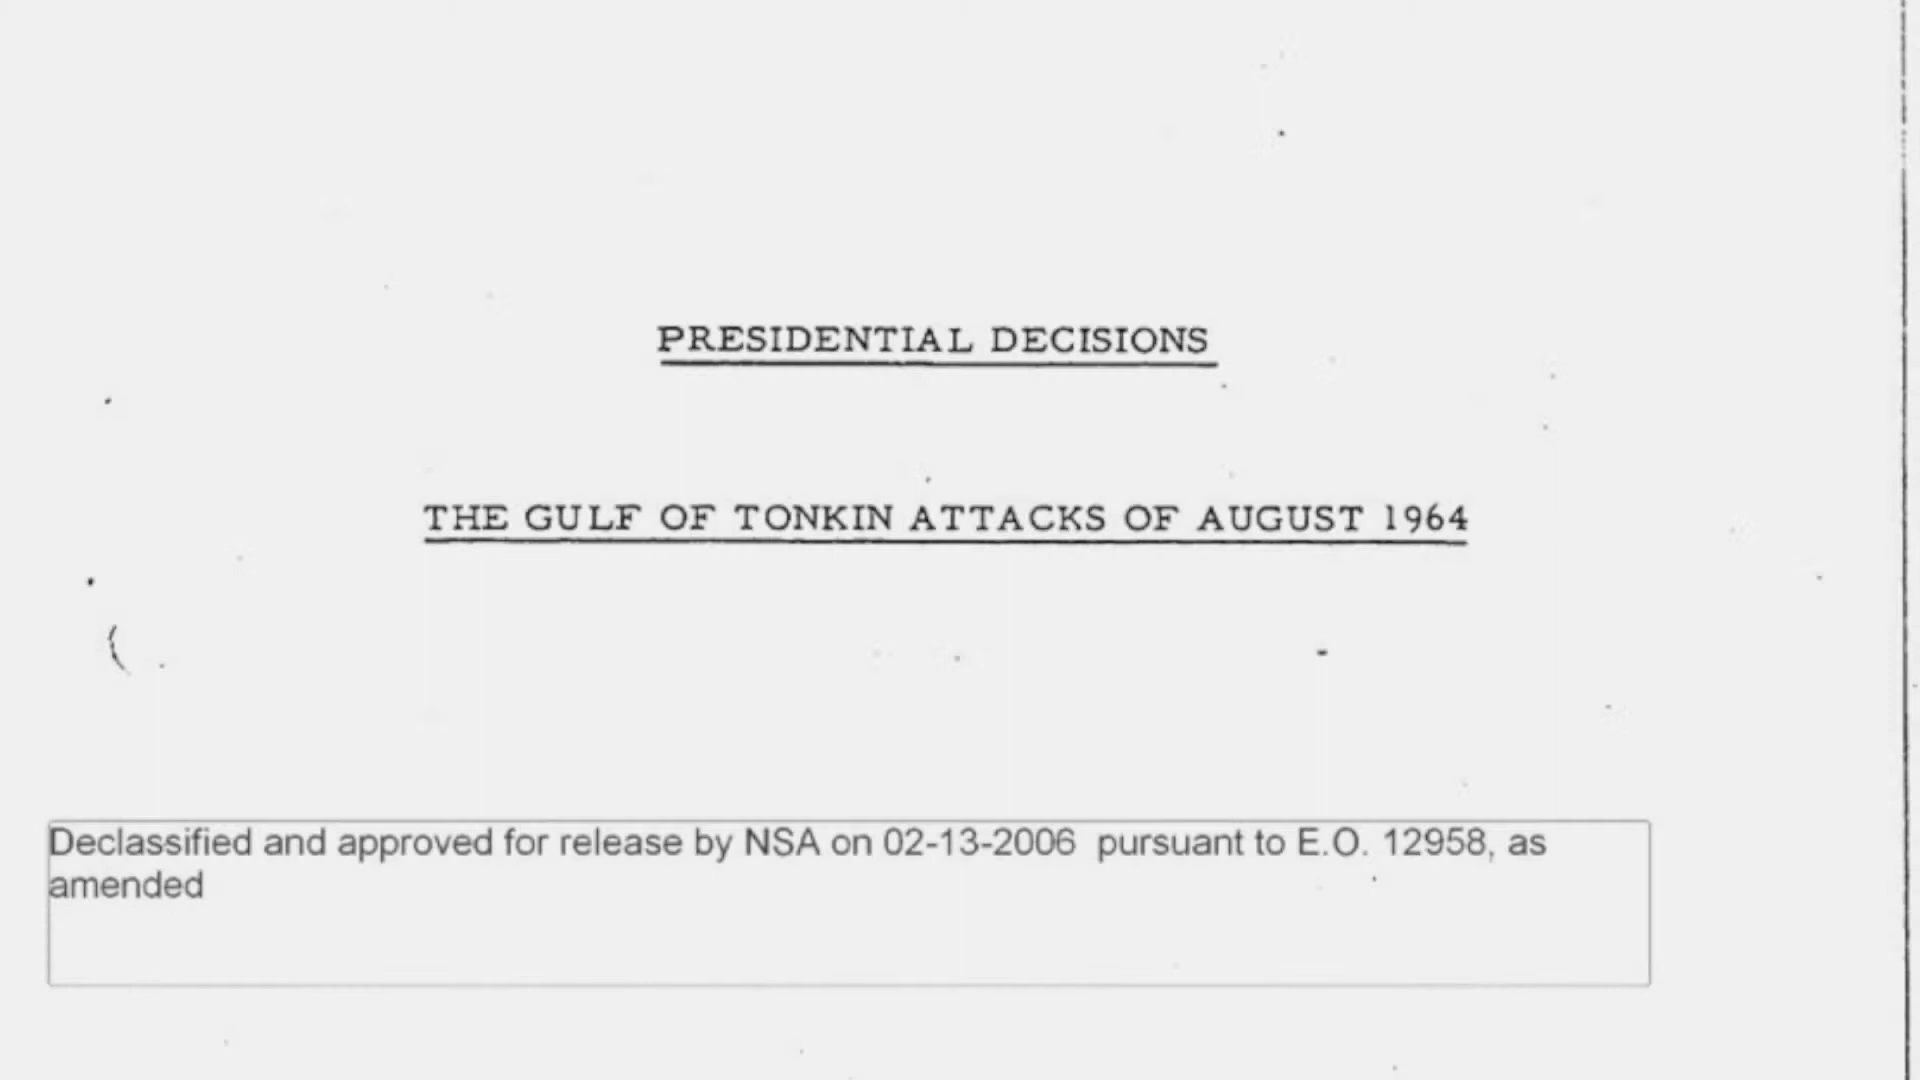 PRESIDENTIAL DECISIONS
THE GULF OF TONKIN ATTACKS OF AUGUST 1964
Declassified and approved for release by NSA on 02-13-2006 pursuant to E.O. 12958, as
amended